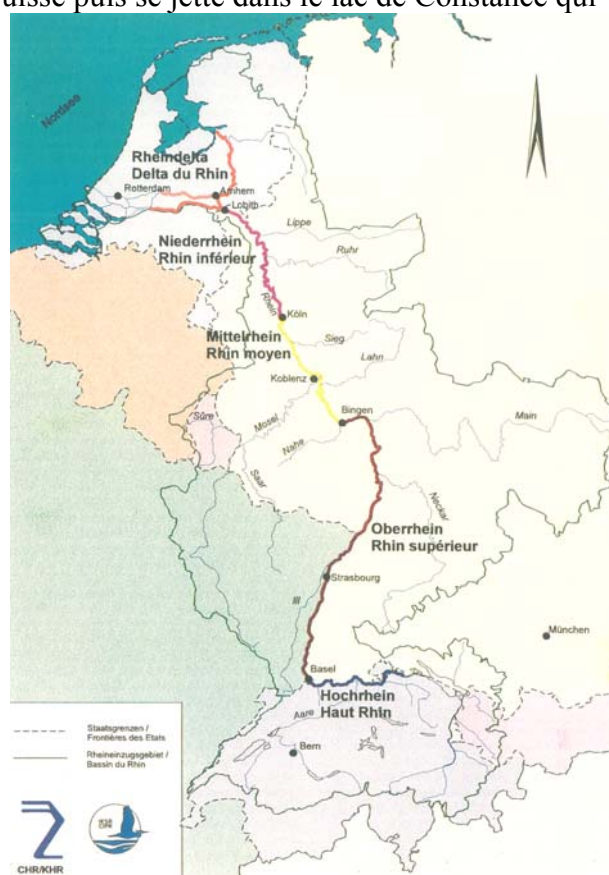 uisse puis se jette dans le lac de Constance qui
Nordsee
Rheindelta
Delta du Rhin
Rotterdam
Arnhem
Lobith
Lippe
Niederrhein
Rhin inférieur
Ruhr
Rhein
Köln
Mittelrhein
Rhin moyen
Sieg
Lahn
Koblenz
Mosel
Bingen
Main
Sûre
Nahe
Saar
Neckar
Oberrhein
Rhin supérieur
Strasbourg
Ill
München
Basel
Hochrhein
Haut Rhin
Aare
Bern
Staatsgrenzen /
Frontières des Etats
Rheineinzugsgebiet /
Bassin du Rhin
CHR/KHR